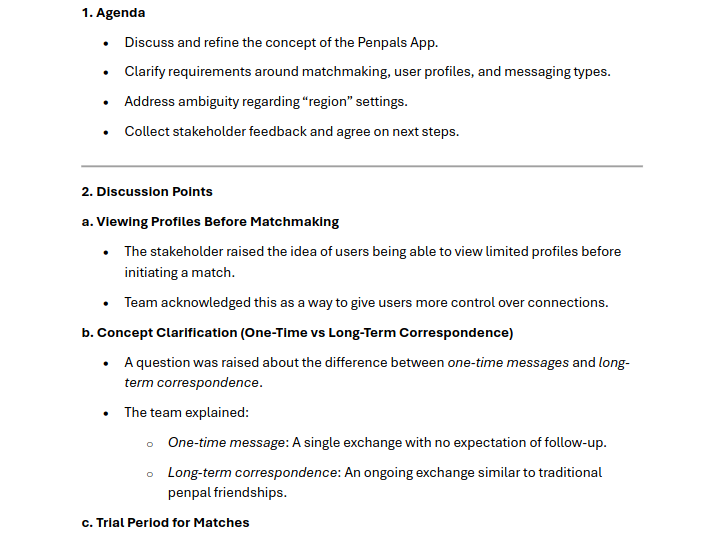 1. Agenda
• Discuss and refine the concept of the Penpals App.
• Clarify requirements around matchmaking, user profiles, and messaging types.
• Address ambiguity regarding “region” settings.
• Collect stakeholder feedback and agree on next steps.
2. Discussion Points
a. Viewing Profiles Before Matchmaking
• The stakeholder raised the idea of users being able to view limited profiles before
initiating a match.
• Team acknowledged this as a way to give users more control over connections.
b. Concept Clarification (One-Time vs Long-Term Correspondence)
• A question was raised about the difference between one-time messages and long-
term correspondence.
• The team explained:
○ One-time message: A single exchange with no expectation of follow-up.
○ Long-term correspondence: An ongoing exchange similar to traditional
penpal friendships.
c. Trial Period for Matches